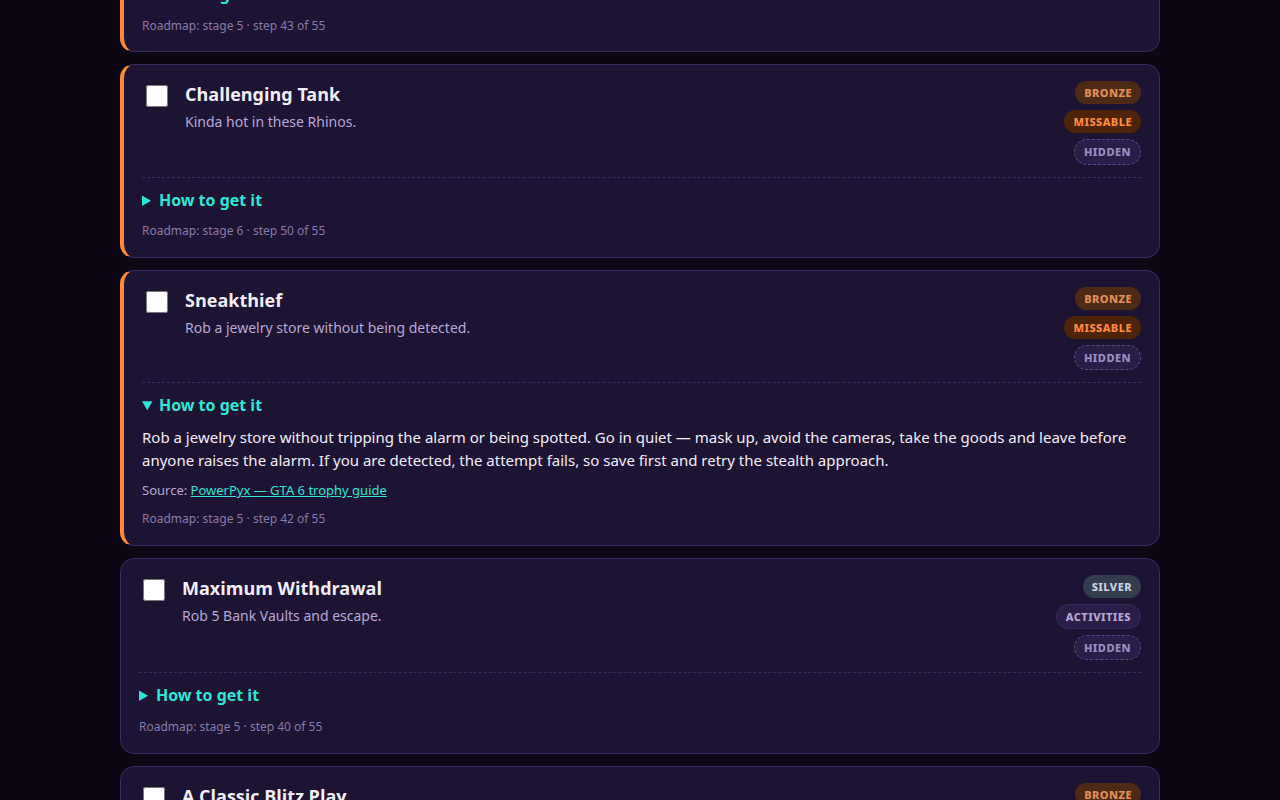 Roadmap: stage 5 · step 43 of 55
Challenging Tank
BRONZE
Kinda hot in these Rhinos.
MISSABLE
HIDDEN
How to get it
Roadmap: stage 6 · step 50 of 55
Sneakthief
BRONZE
Rob a jewelry store without being detected.
MISSABLE
HIDDEN
How to get it
Rob a jewelry store without tripping the alarm or being spotted. Go in quiet — mask up, avoid the cameras, take the goods and leave before
anyone raises the alarm. If you are detected, the attempt fails, so save first and retry the stealth approach.
Source: PowerPyx — GTA 6 trophy guide
Roadmap: stage 5 · step 42 of 55
Maximum Withdrawal
SILVER
Rob 5 Bank Vaults and escape.
ACTIVITIES
HIDDEN
How to get it
Roadmap: stage 5 · step 40 of 55
A Classic Blitz Play
BRONZE